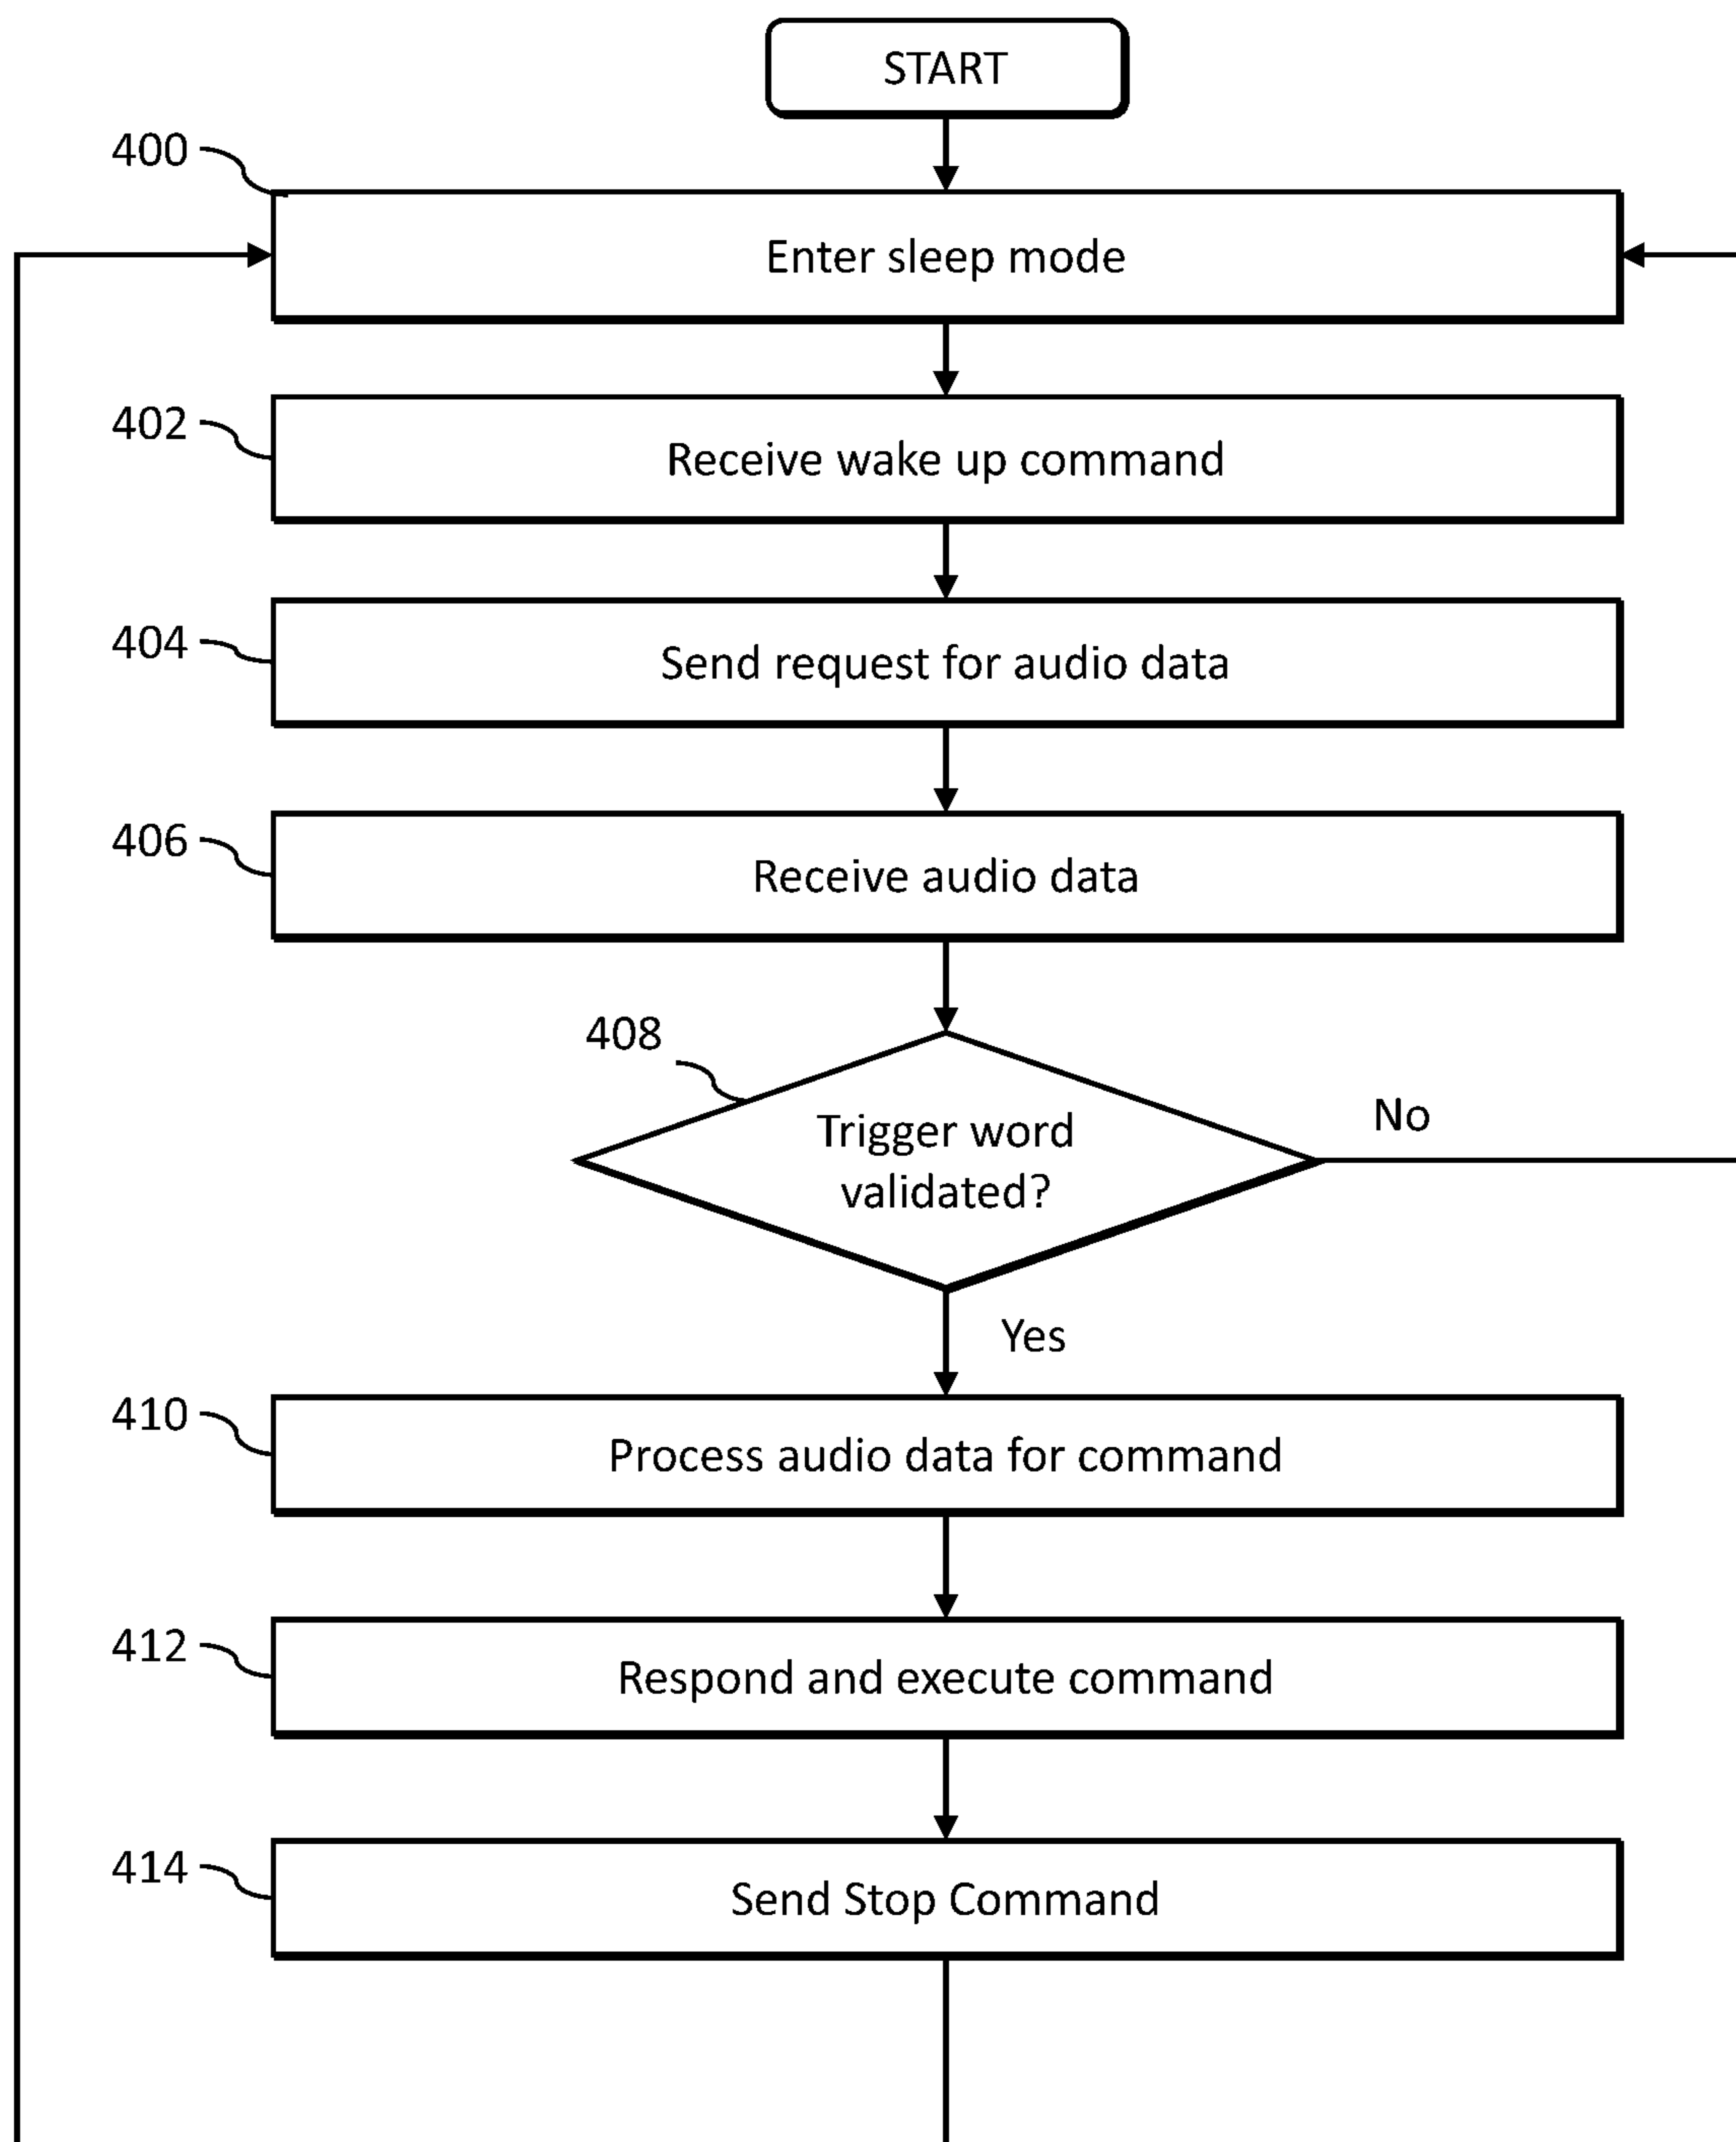 START
400
Enter sleep mode
402
Receive wake up command
404
Send request for audio data
406
Receive audio data
408
Trigger word
validated?
No
Yes
410
Process audio data for command
412
Respond and execute command
414
Send Stop Command